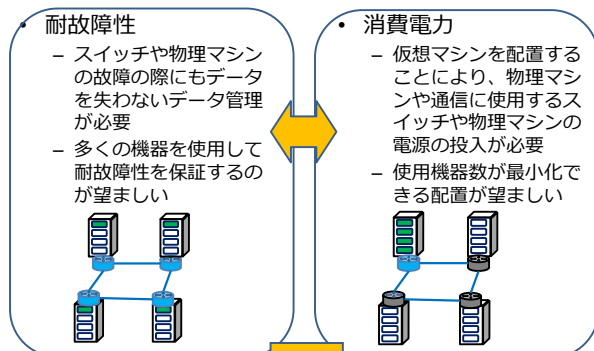 • 耐故障性
– スイッチや物理マシン
の故障の際にもデータ
を失わないデータ管理
が必要
– 多くの機器を使用して
耐故障性を保証するの
が望ましい
• 消費電力
– 仮想マシンを配置する
ことにより、物理マシ
ンや通信に使用するス
イッチや物理マシンの
電源の投入が必要
– 使用機器数が最小化で
きる配置が望ましい